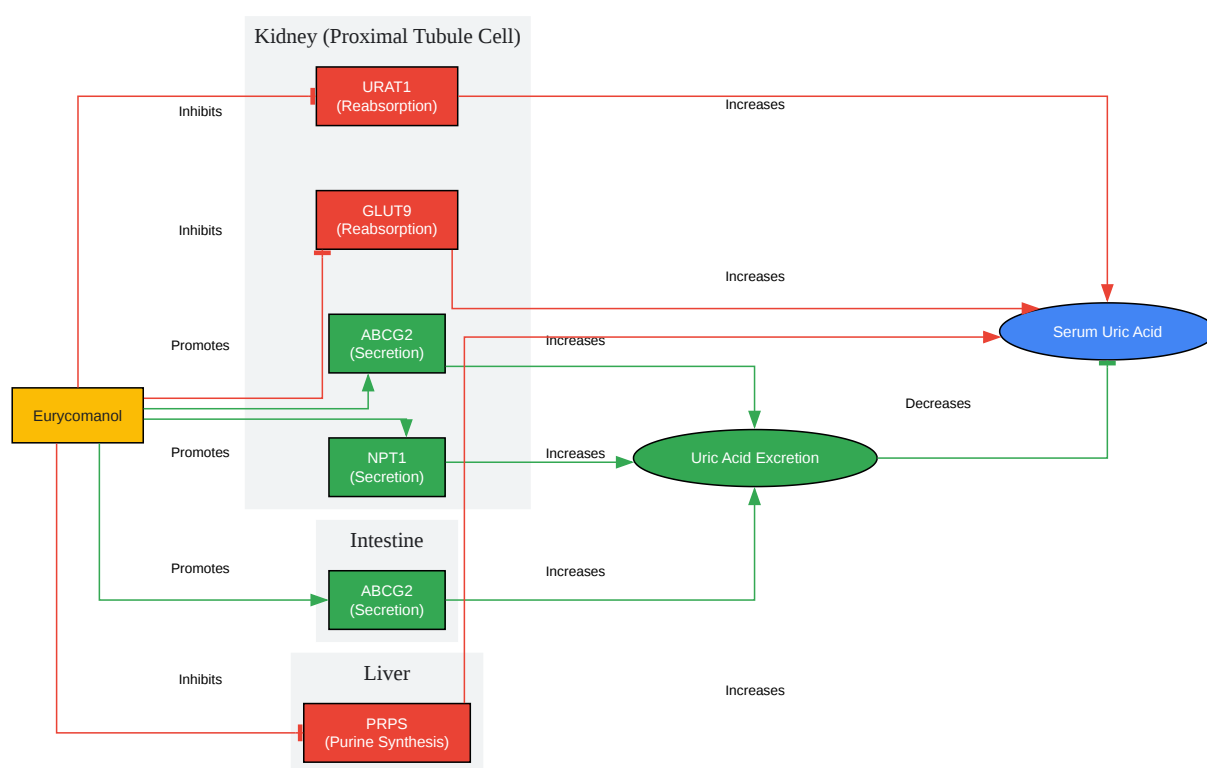 Kidney (Proximal Tubule Cell)
URAT1
(Reabsorption)
Inhibits
Increases
GLUT9
(Reabsorption)
Inhibits
Increases
ABCG2
(Secretion)
Promotes
Increases
Serum Uric Acid
Eurycomanol
Decreases
NPT1
(Secretion)
Promotes
Increases
Uric Acid Excretion
Intestine
ABCG2
(Secretion)
Promotes
Increases
Liver
Inhibits
Increases
PRPS
(Purine Synthesis)